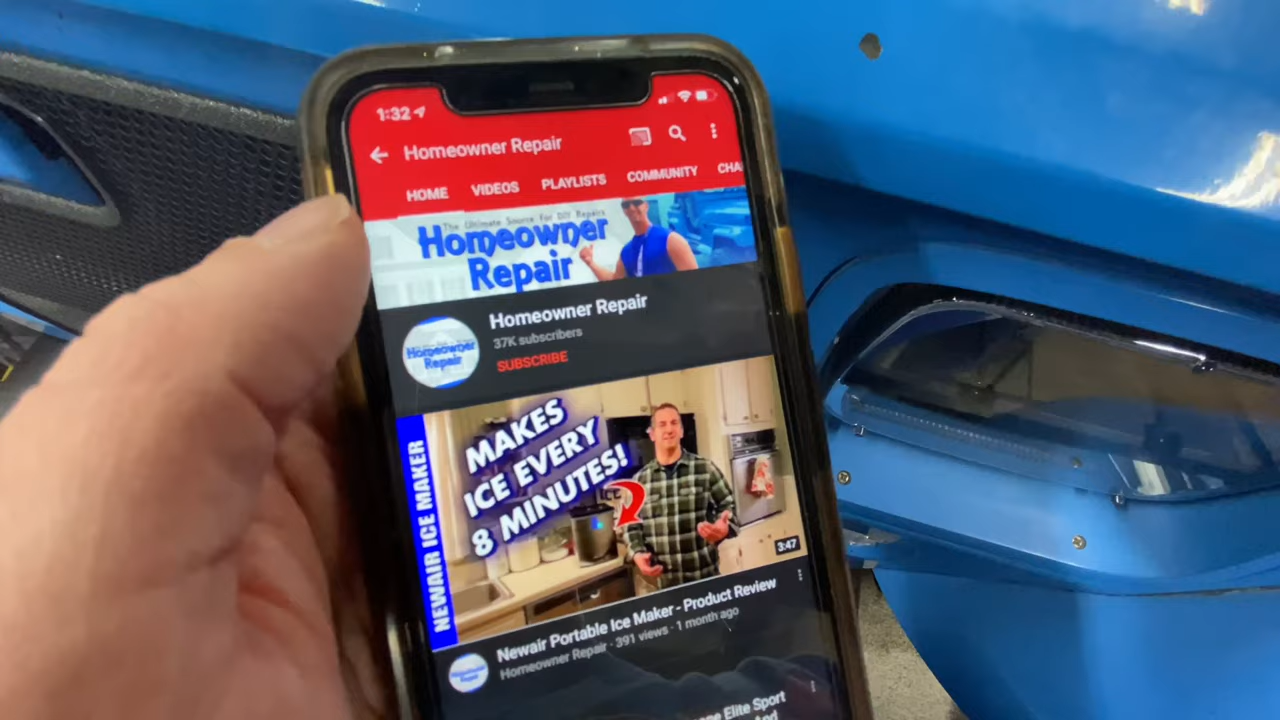 1:32
Homeowner Repair
HOME VIDEOS PLAYLISTS COMMUNITY CHA
The Ultimate Source For DIY Repairs
Homeowner
Repair
Homeowner Repair
37K subscribers
SUBSCRIBE
Homeowner
Repair
NEWAIR ICE MAKER
MAKES
ICE EVERY
8 MINUTES!
ICE
3:47
Newair Portable Ice Maker - Product Review
Homeowner Repair · 391 views · 1 month ago
Elite Sport
And